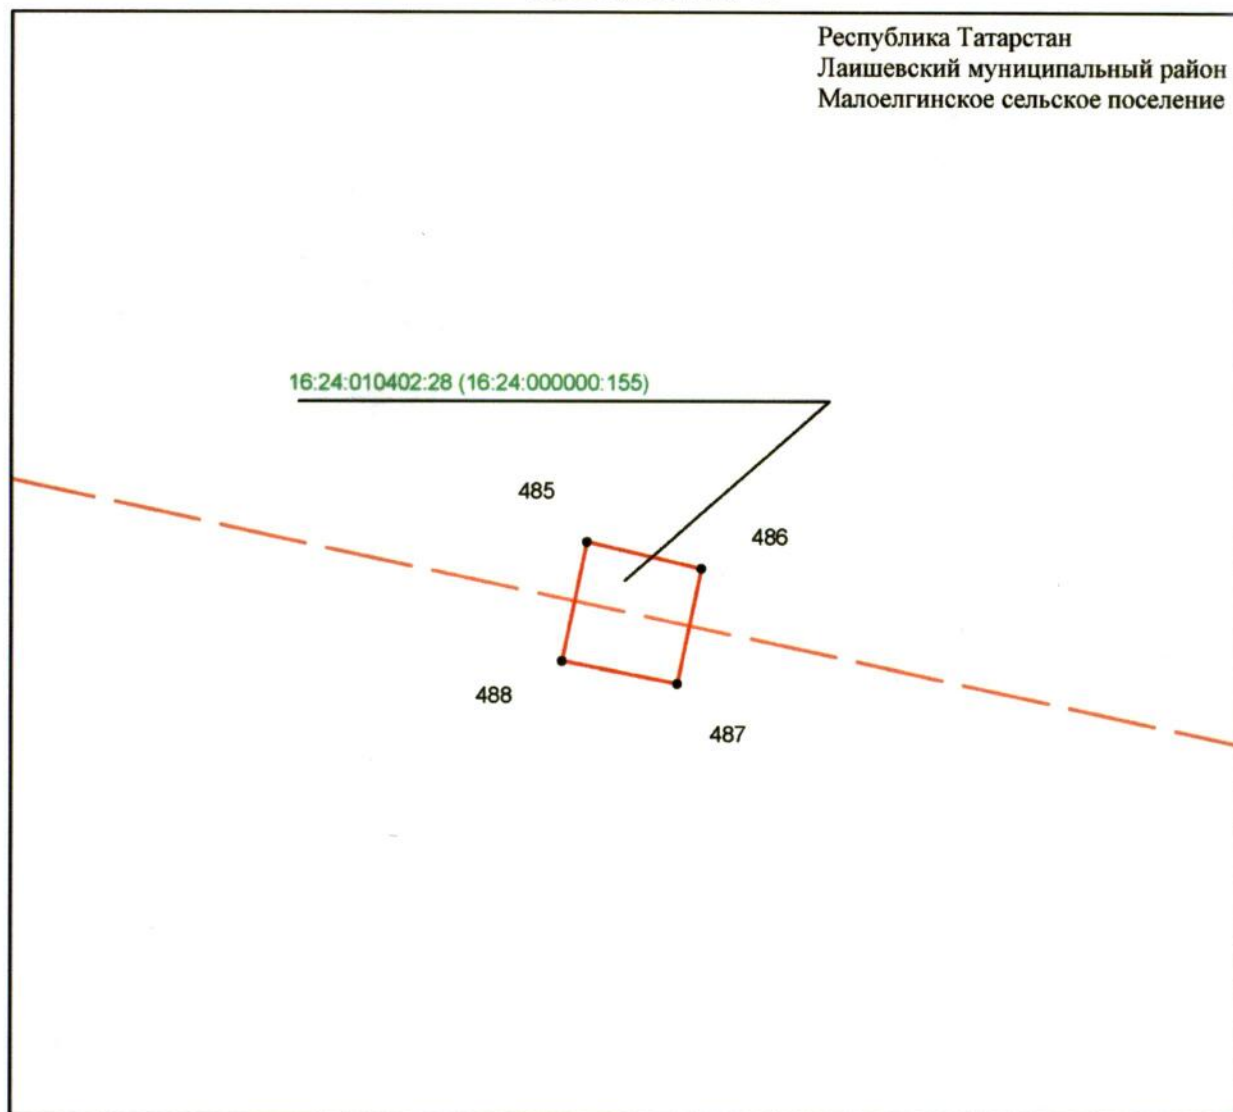 Республика Татарстан
Лаишевский муниципальный район
Малоелгинское сельское поселение
16:24:010402:28 (16:24:000000:155)
485
486
488
487